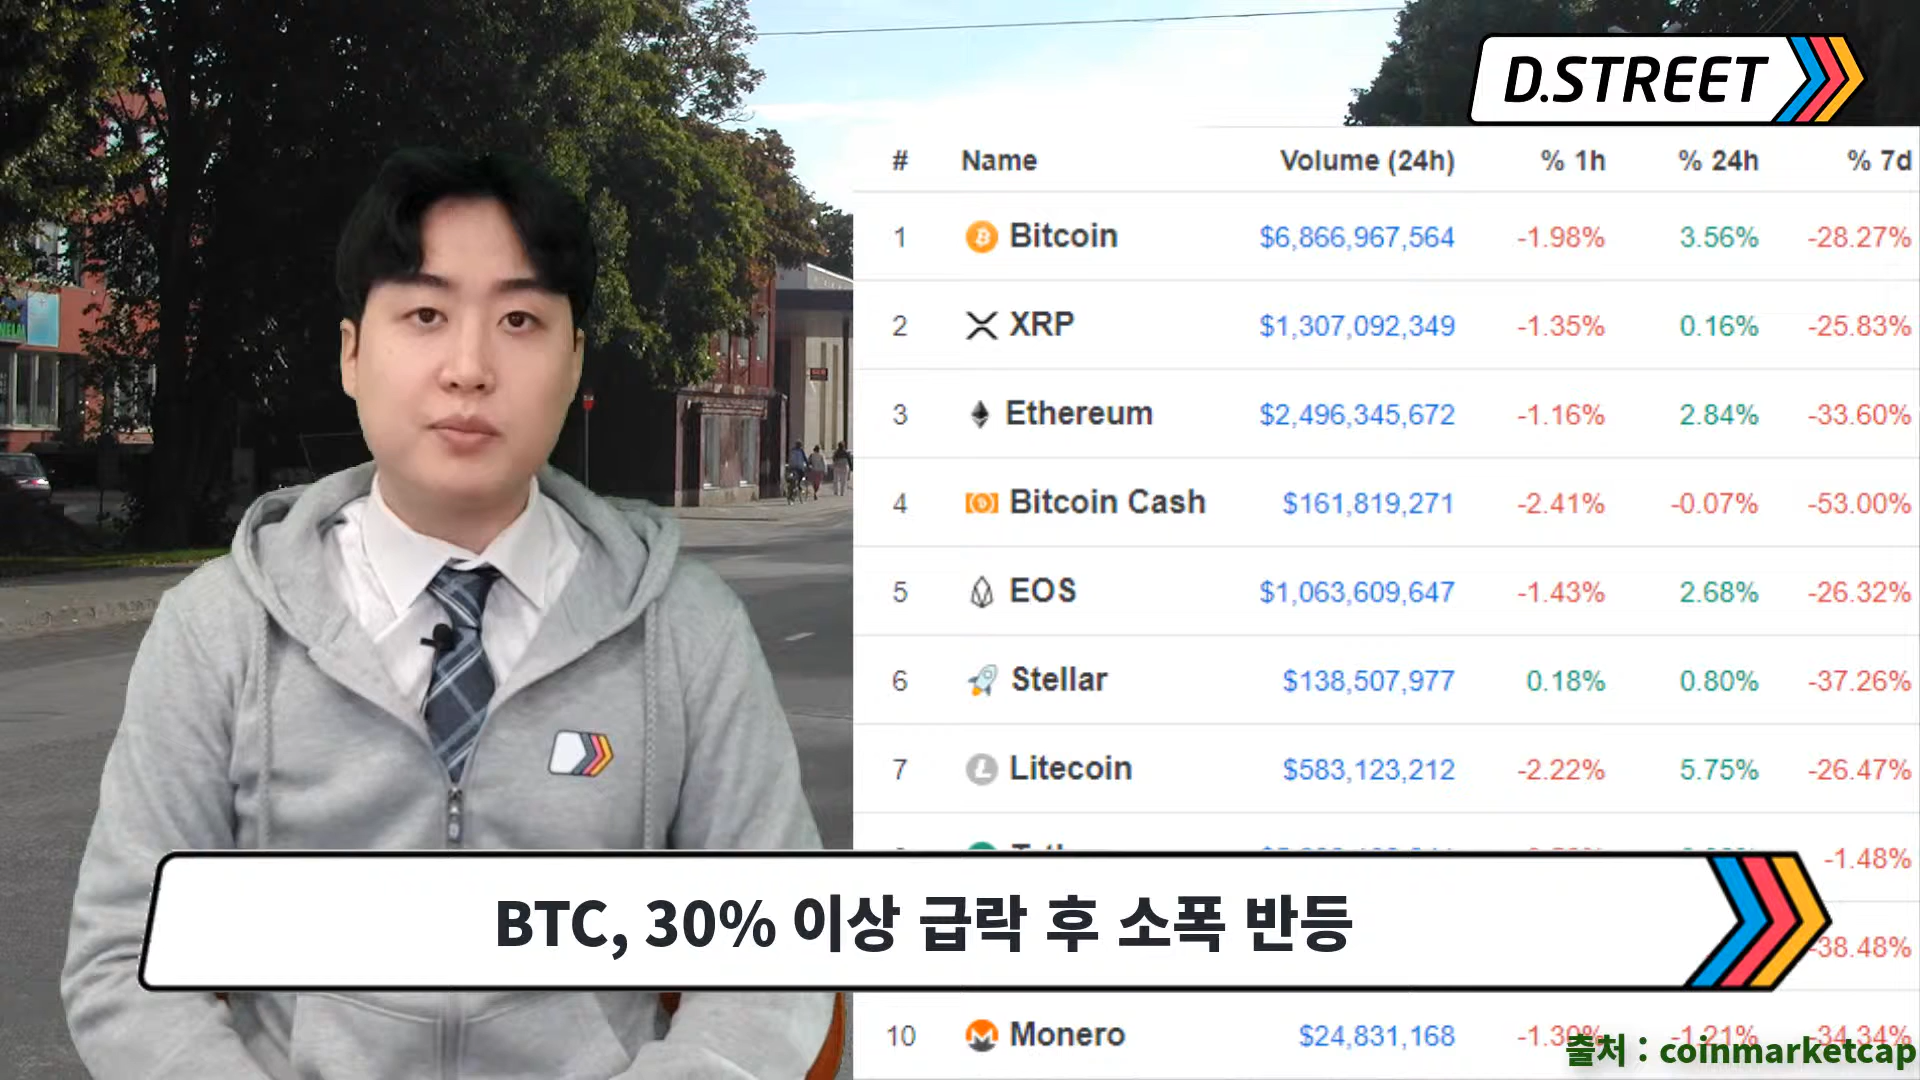 D.STREET
# Name Volume (24h) % 1h % 24h % 7d
1 Bitcoin $6,866,967,564 -1.98% 3.56% -28.27%
2 XRP $1,307,092,349 -1.35% 0.16% -25.83%
3 Ethereum $2,496,345,672 -1.16% 2.84% -33.60%
4 Bitcoin Cash $161,819,271 -2.41% -0.07% -53.00%
5 EOS $1,063,609,647 -1.43% 2.68% -26.32%
6 Stellar $138,507,977 0.18% 0.80% -37.26%
7 Litecoin $583,123,212 -2.22% 5.75% -26.47%
-1.48%
BTC, 30% 이상 급락 후 소폭 반등
-38.48%
10 Monero $24,831,168 -1.21% -34.34%
출처 : coinmarketcap